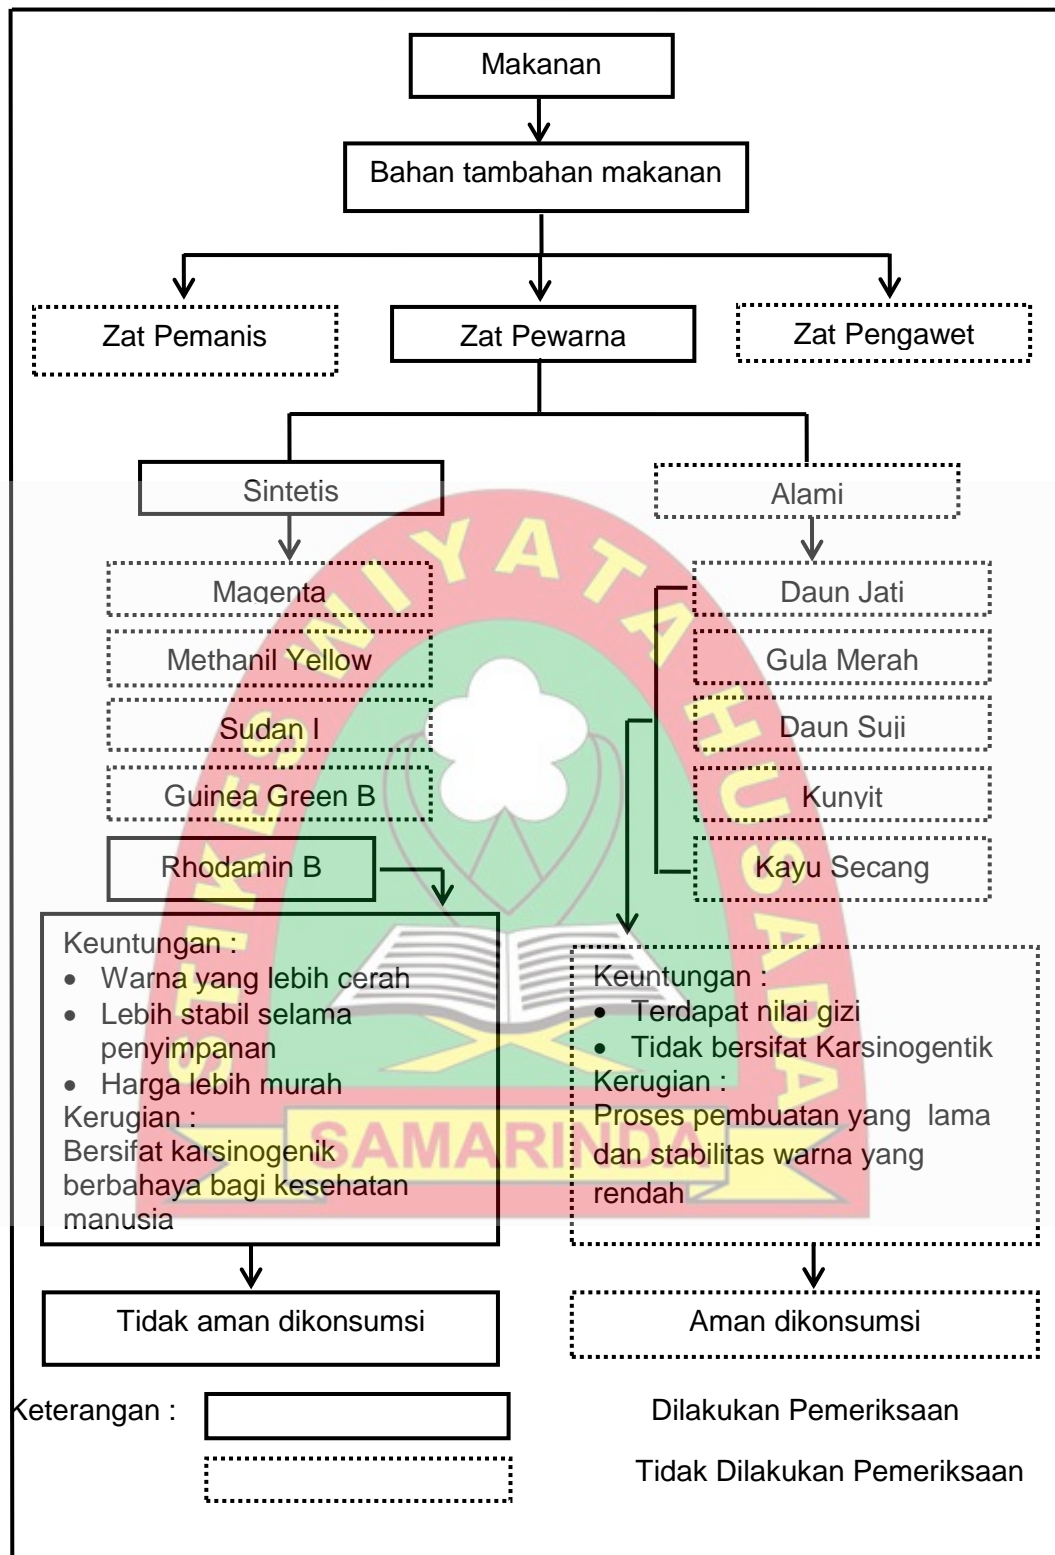 Makanan
Bahan tambahan makanan
Zat Pemanis
Zat Pewarna
Zat Pengawet
Sintetis
Alami
Magenta
Methanil Yellow
Sudan I
Guinea Green B
Rhodamin B
Daun Jati
Gula Merah
Daun Suji
Kunyit
Kayu Secang
Keuntungan :
• Warna yang lebih cerah
• Lebih stabil selama
penyimpanan
• Harga lebih murah
Kerugian :
Bersifat karsinogenik
berbahaya bagi kesehatan
manusia
Keuntungan :
• Terdapat nilai gizi
• Tidak bersifat Karsinogentik
Kerugian :
Proses pembuatan yang lama
dan stabilitas warna yang
rendah
Tidak aman dikonsumsi
Aman dikonsumsi
Keterangan :
Dilakukan Pemeriksaan
Tidak Dilakukan Pemeriksaan
STIKES WIYATA HUSADA
SAMARINDA